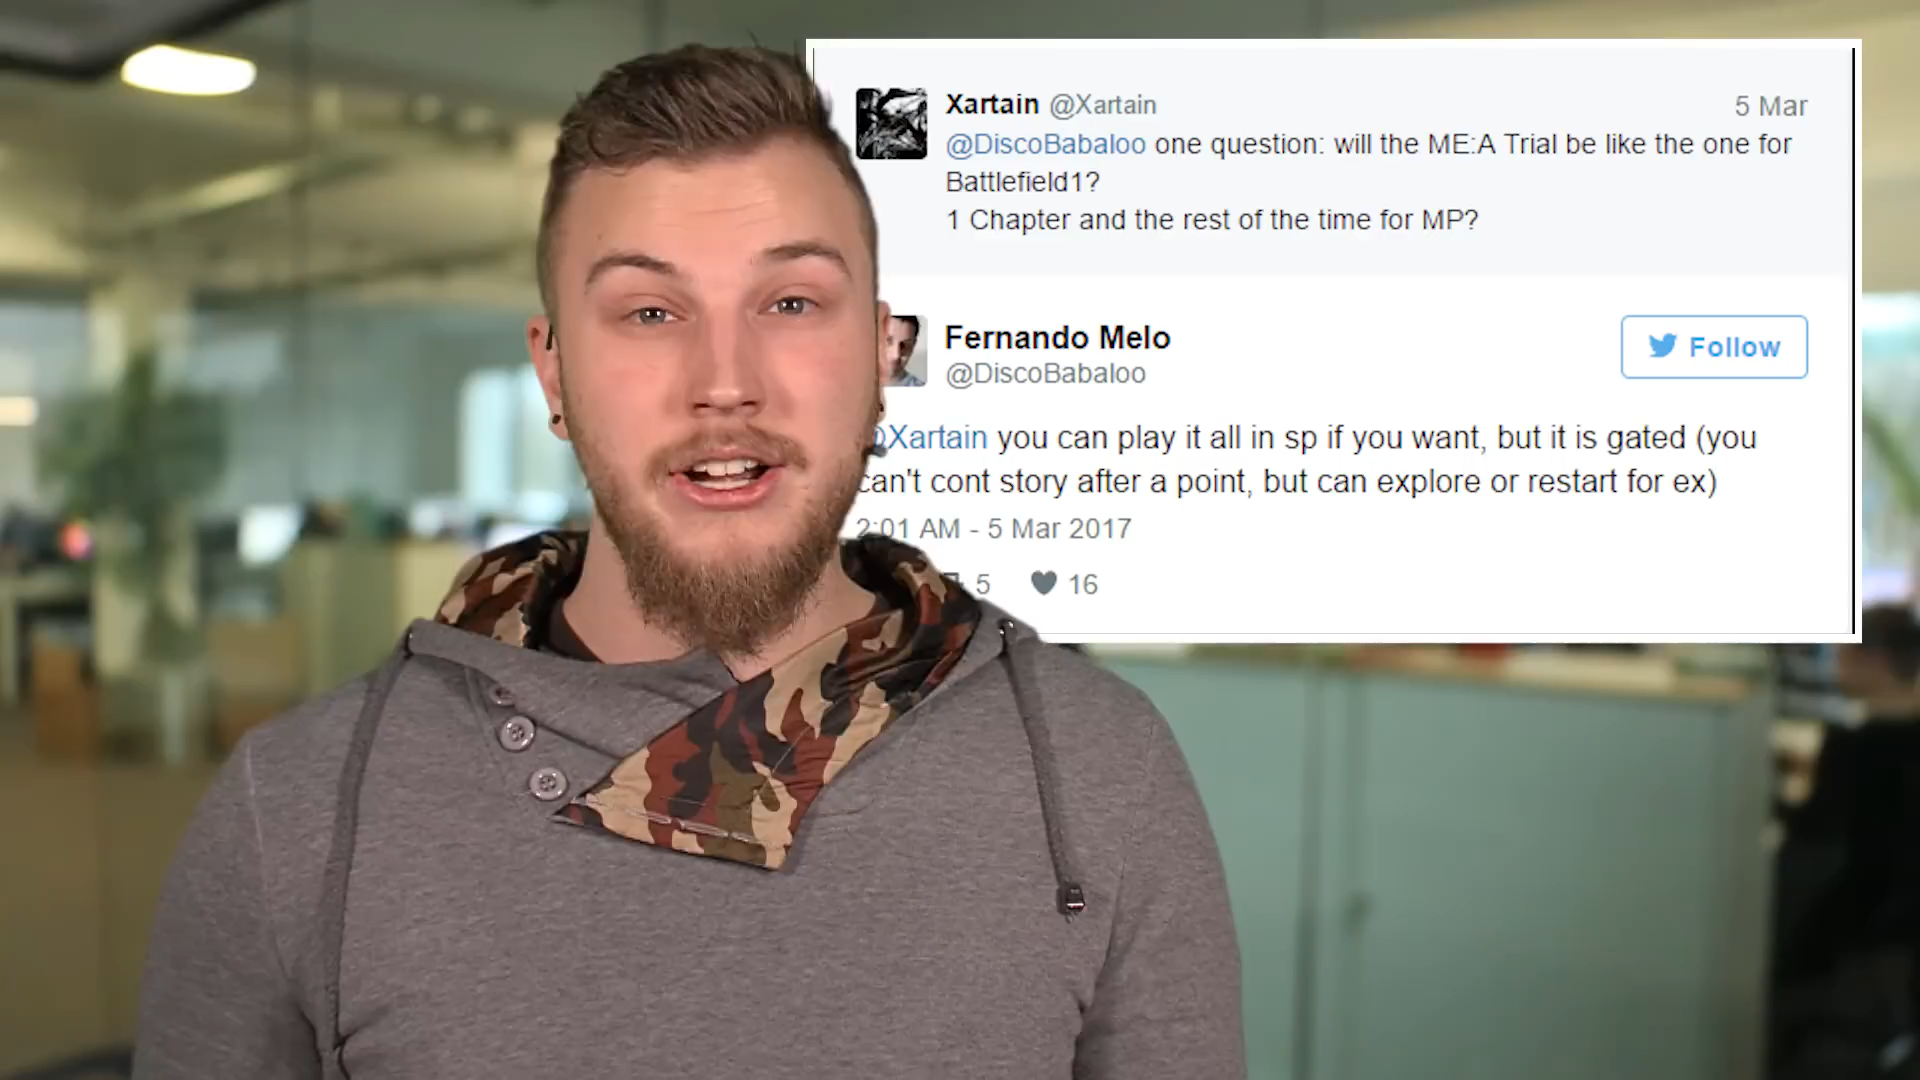 Xartain @Xartain
5 Mar
@DiscoBabaloo one question: will the ME:A Trial be like the one for
Battlefield1?
1 Chapter and the rest of the time for MP?
Fernando Melo
@DiscoBabaloo
Follow
@Xartain you can play it all in sp if you want, but it is gated (you
can't cont story after a point, but can explore or restart for ex)
2:01 AM - 5 Mar 2017
5 16